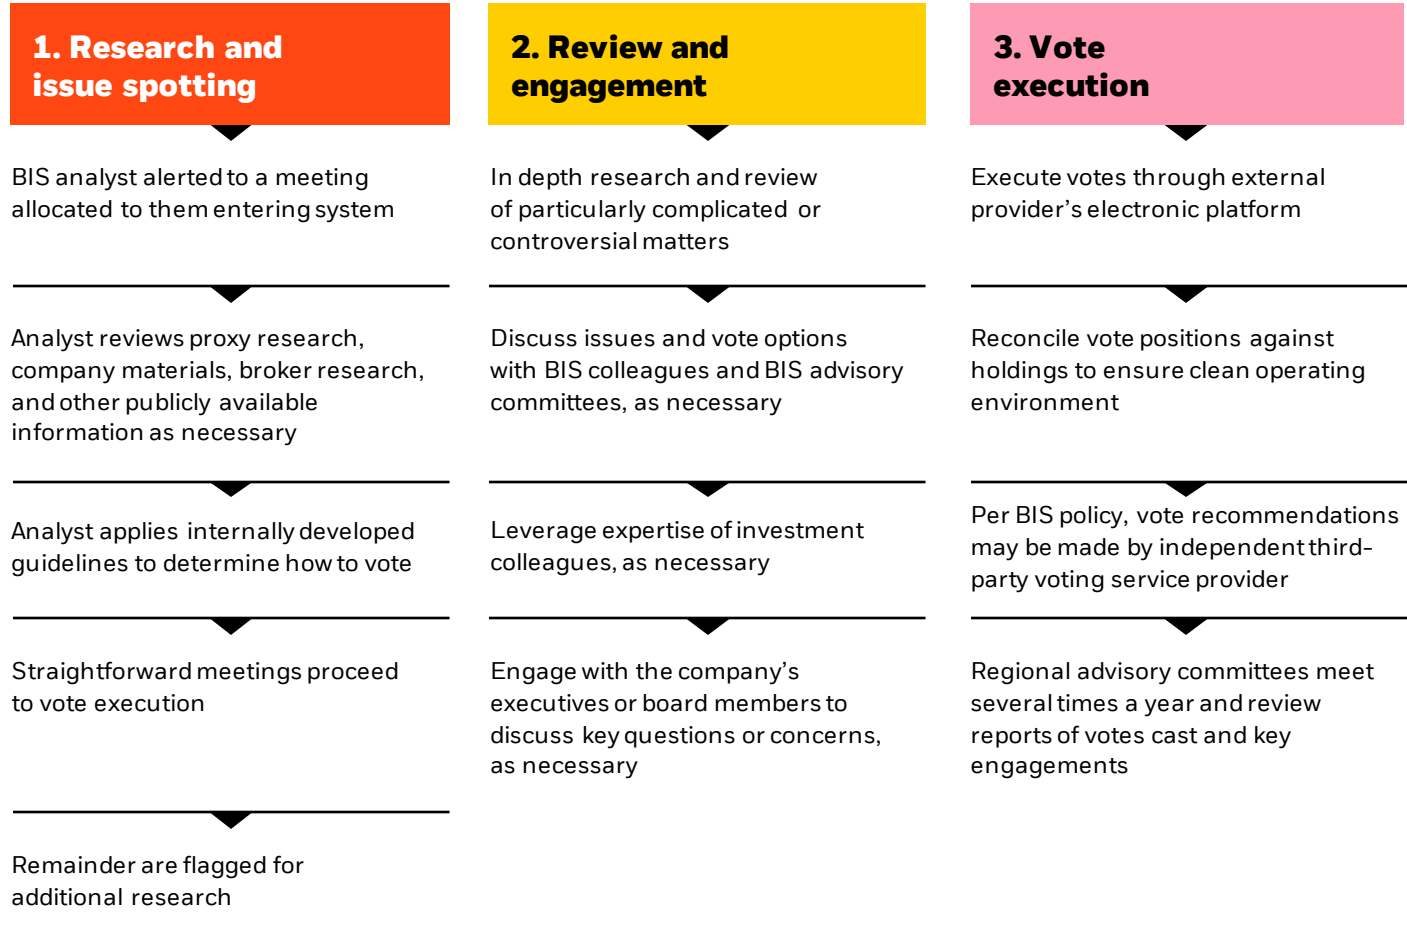 1. Research and
issue spotting
BIS analyst alerted to a meeting
allocated to them entering system
Analyst reviews proxy research,
company materials, broker research,
and other publicly available
information as necessary
Analyst applies internally developed
guidelines to determine how to vote
Straightforward meetings proceed
to vote execution
Remainder are flagged for
additional research
2. Review and
engagement
In depth research and review
of particularly complicated or
controversial matters
Discuss issues and vote options
with BIS colleagues and BIS advisory
committees, as necessary
Leverage expertise of investment
colleagues, as necessary
Engage with the company's
executives or board members to
discuss key questions or concerns,
as necessary
3. Vote
execution
Execute votes through external
provider's electronic platform
Reconcile vote positions against
holdings to ensure clean operating
environment
Per BIS policy, vote recommendations
may be made by independent third-
party voting service provider
Regional advisory committees meet
several times a year and review
reports of votes cast and key
engagements